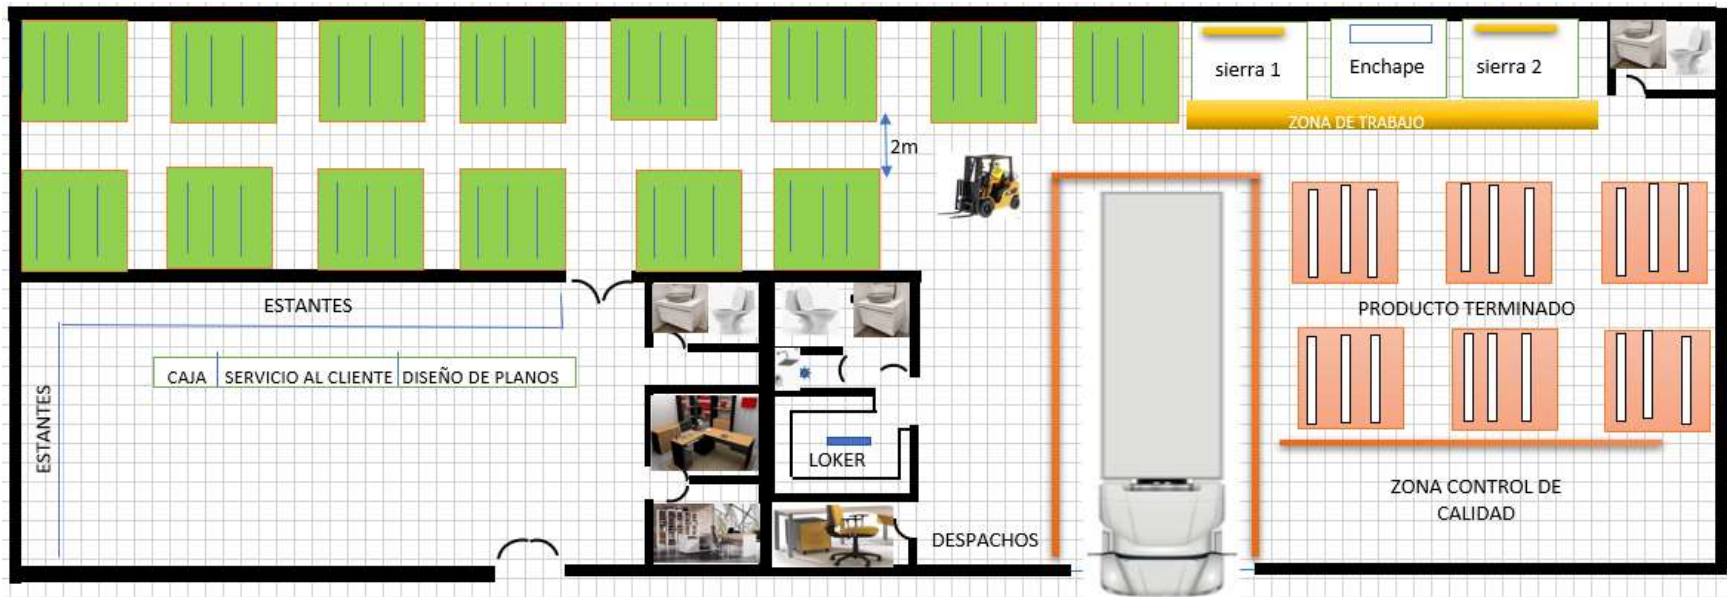 sierra 1
Enchape
sierra 2
ZONA DE TRABAJO
2m
ESTANTES
PRODUCTO TERMINADO
CAJA
SERVICIO AL CLIENTE
DISEÑO DE PLANOS
ESTANTES
LOKER
ZONA CONTROL DE
CALIDAD
DESPACHOS